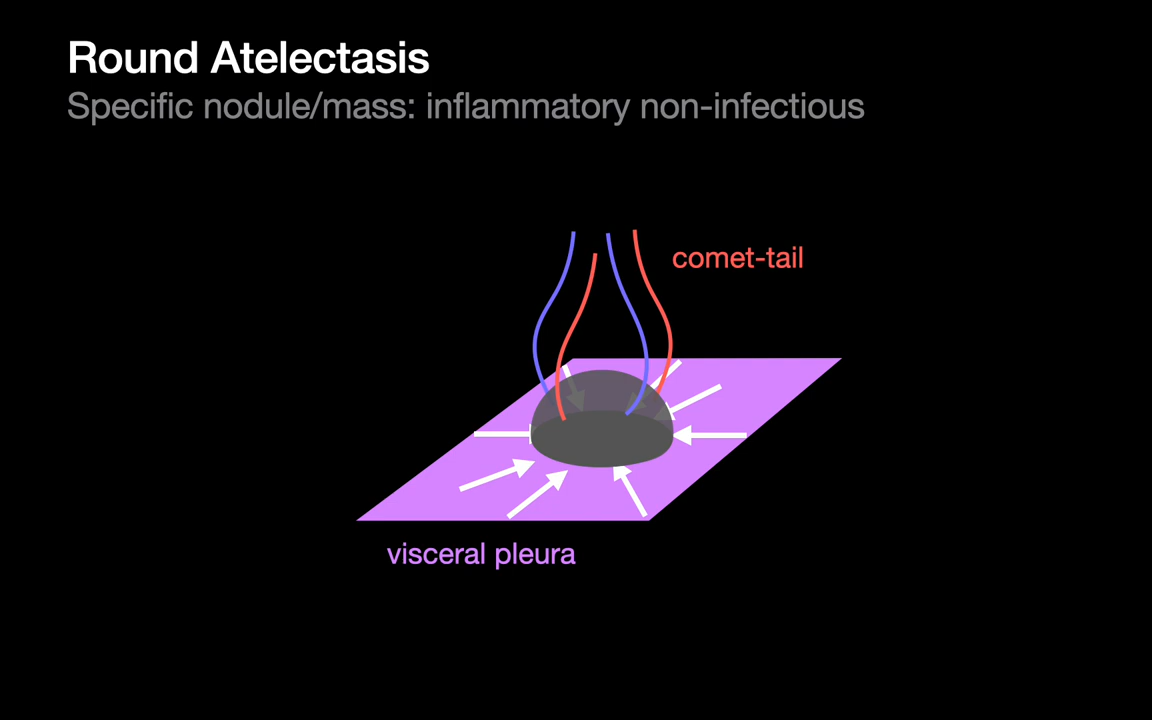 Round Atelectasis
Specific nodule/mass: inflammatory non-infectious
comet-tail
visceral pleura